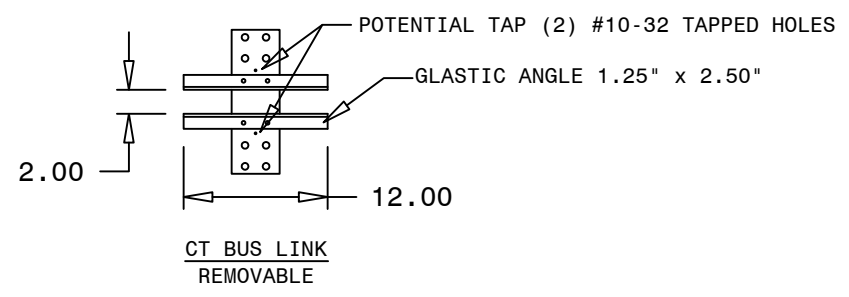 POTENTIAL TAP (2) #10-32 TAPPED HOLES
GLASTIC ANGLE 1.25" x 2.50"
2.00
12.00
CT BUS LINK
REMOVABLE